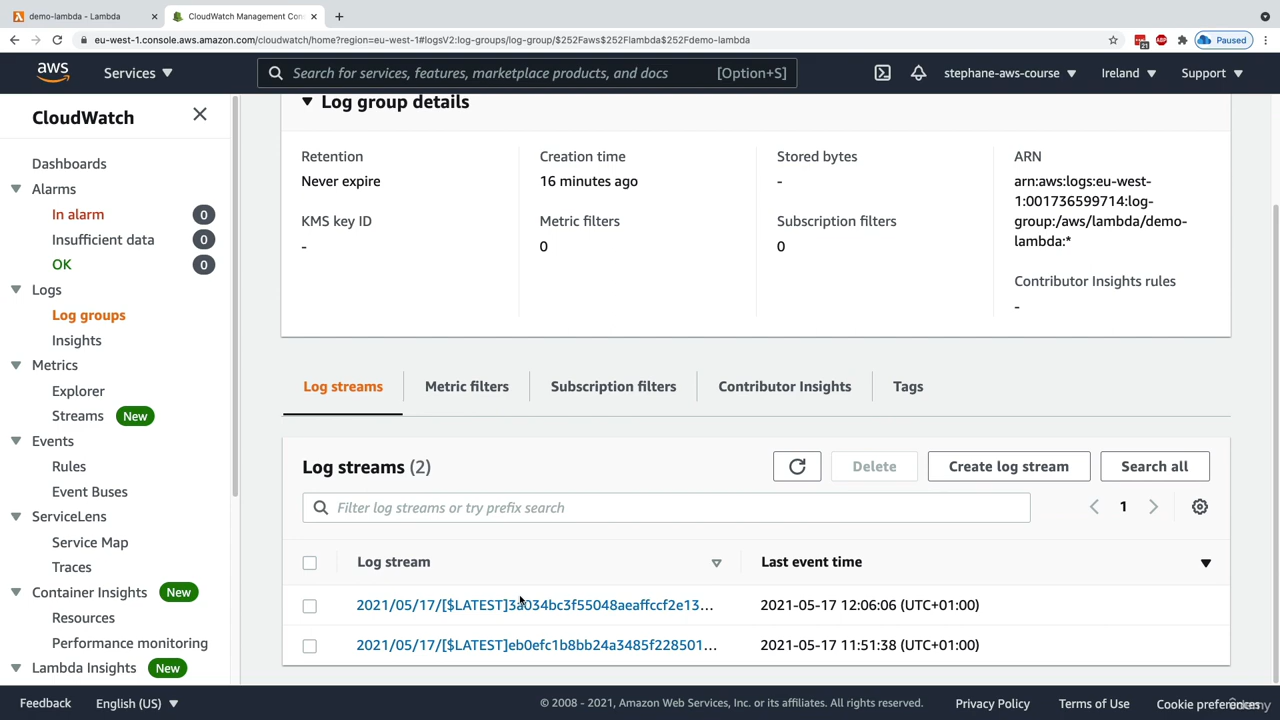 demo-lambda - Lambda
CloudWatch Management Con
eu-west-1.console.aws.amazon.com/cloudwatch/home?region=eu-west-1#logsV2:log-groups/log-group/$252Faws$252Flambda$252Fdemo-lambda
21
ABP
Paused
aws
Services
Search for services, features, marketplace products, and docs
[Option+S]
stephane-aws-course
Ireland
Support
CloudWatch
Dashboards
Alarms
In alarm
0
Insufficient data
0
OK
0
Logs
Log groups
Insights
Metrics
Explorer
Streams
New
Events
Rules
Event Buses
ServiceLens
Service Map
Traces
Container Insights
New
Resources
Performance monitoring
Lambda Insights
New
Log group details
Retention
Never expire
KMS key ID
-
Creation time
16 minutes ago
Metric filters
0
Stored bytes
-
Subscription filters
0
ARN
arn:aws:logs:eu-west-
1:001736599714:log-
group:/aws/lambda/demo-
lambda:*
Contributor Insights rules
-
Log streams
Metric filters
Subscription filters
Contributor Insights
Tags
Log streams (2)
Delete
Create log stream
Search all
Filter log streams or try prefix search
1
Log stream
Last event time
2021/05/17/[$LATEST]3a034bc3f55048aeaffccf2e13...
2021-05-17 12:06:06 (UTC+01:00)
2021/05/17/[$LATEST]eb0efc1b8bb24a3485f228501...
2021-05-17 11:51:38 (UTC+01:00)
Feedback
English (US)
© 2008 - 2021, Amazon Web Services, Inc. or its affiliates. All rights reserved.
Privacy Policy
Terms of Use
Cookie preferences
Udemy